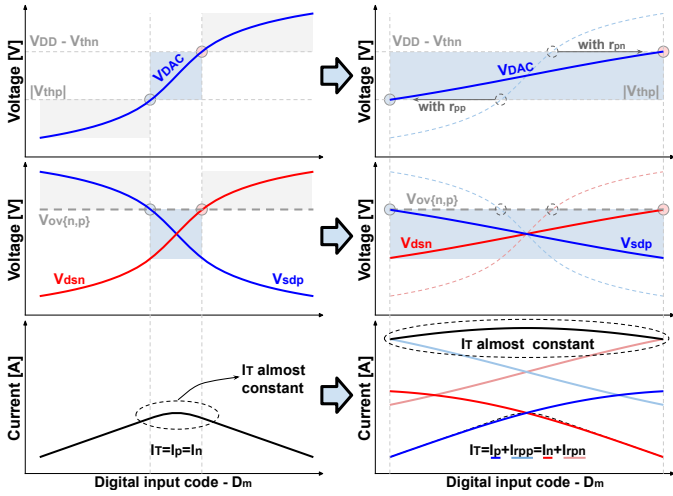 Voltage [V]
VDD - Vthn
VDAC
|Vthp|
Voltage [V]
VDD - Vthn
with rpn
VDAC
|Vthp|
with rpp
Voltage [V]
Vov{n,p}
Vdsn
Vsdp
Voltage [V]
Vov{n,p}
Vdsn
Vsdp
Current [A]
IT almost
constant
IT=Ip=In
Digital input code - Dm
Current [A]
IT almost constant
IT=Ip+Irpp=In+Irpn
Digital input code - Dm